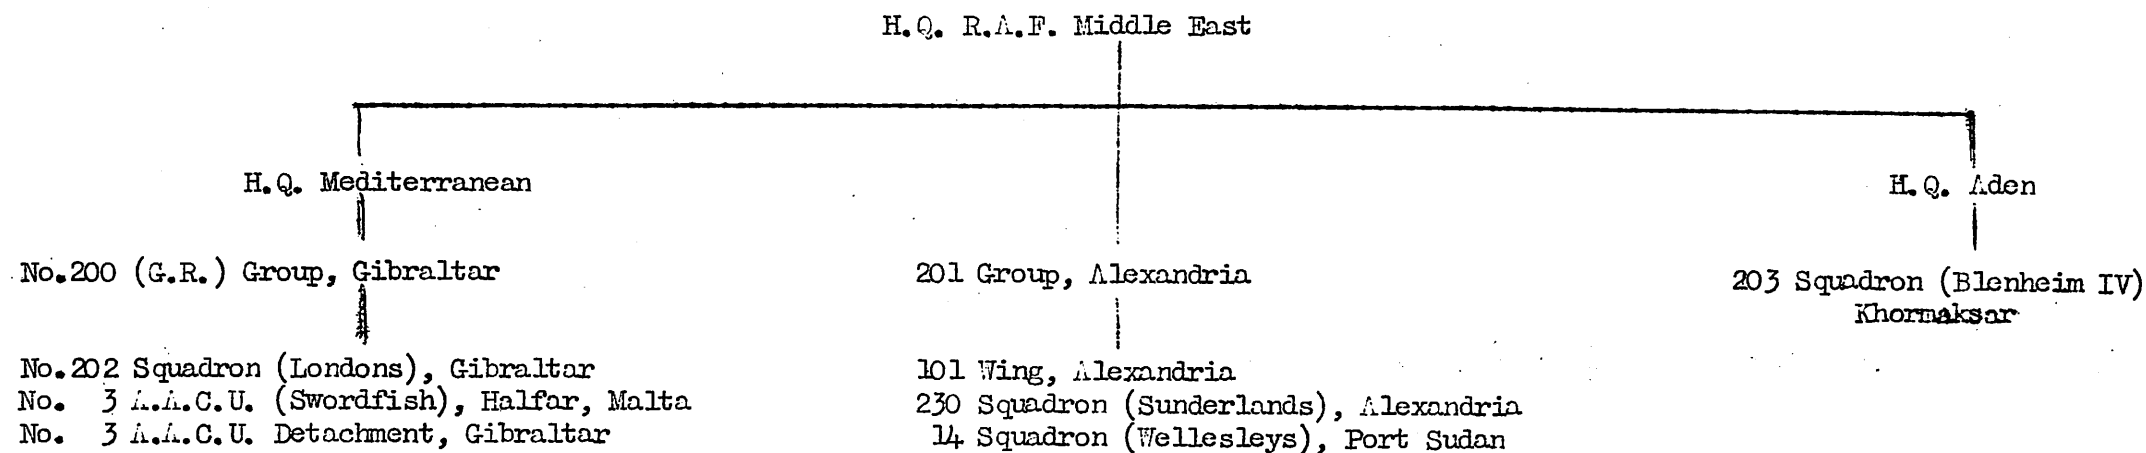 H.Q. R.A.F. Middle East
H.Q. Mediterranean
H.Q. Aden
No.200 (G.R.) Group, Gibraltar
201 Group, Alexandria
203 Squadron (Blenheim IV)
Khormaksar
No.202 Squadron (Londons), Gibraltar
No. 3 A.A.C.U. (Swordfish), Halfar, Malta
No. 3 A.A.C.U. Detachment, Gibraltar
101 Wing, Alexandria
230 Squadron (Sunderlands), Alexandria
14 Squadron (Wellesleys), Port Sudan